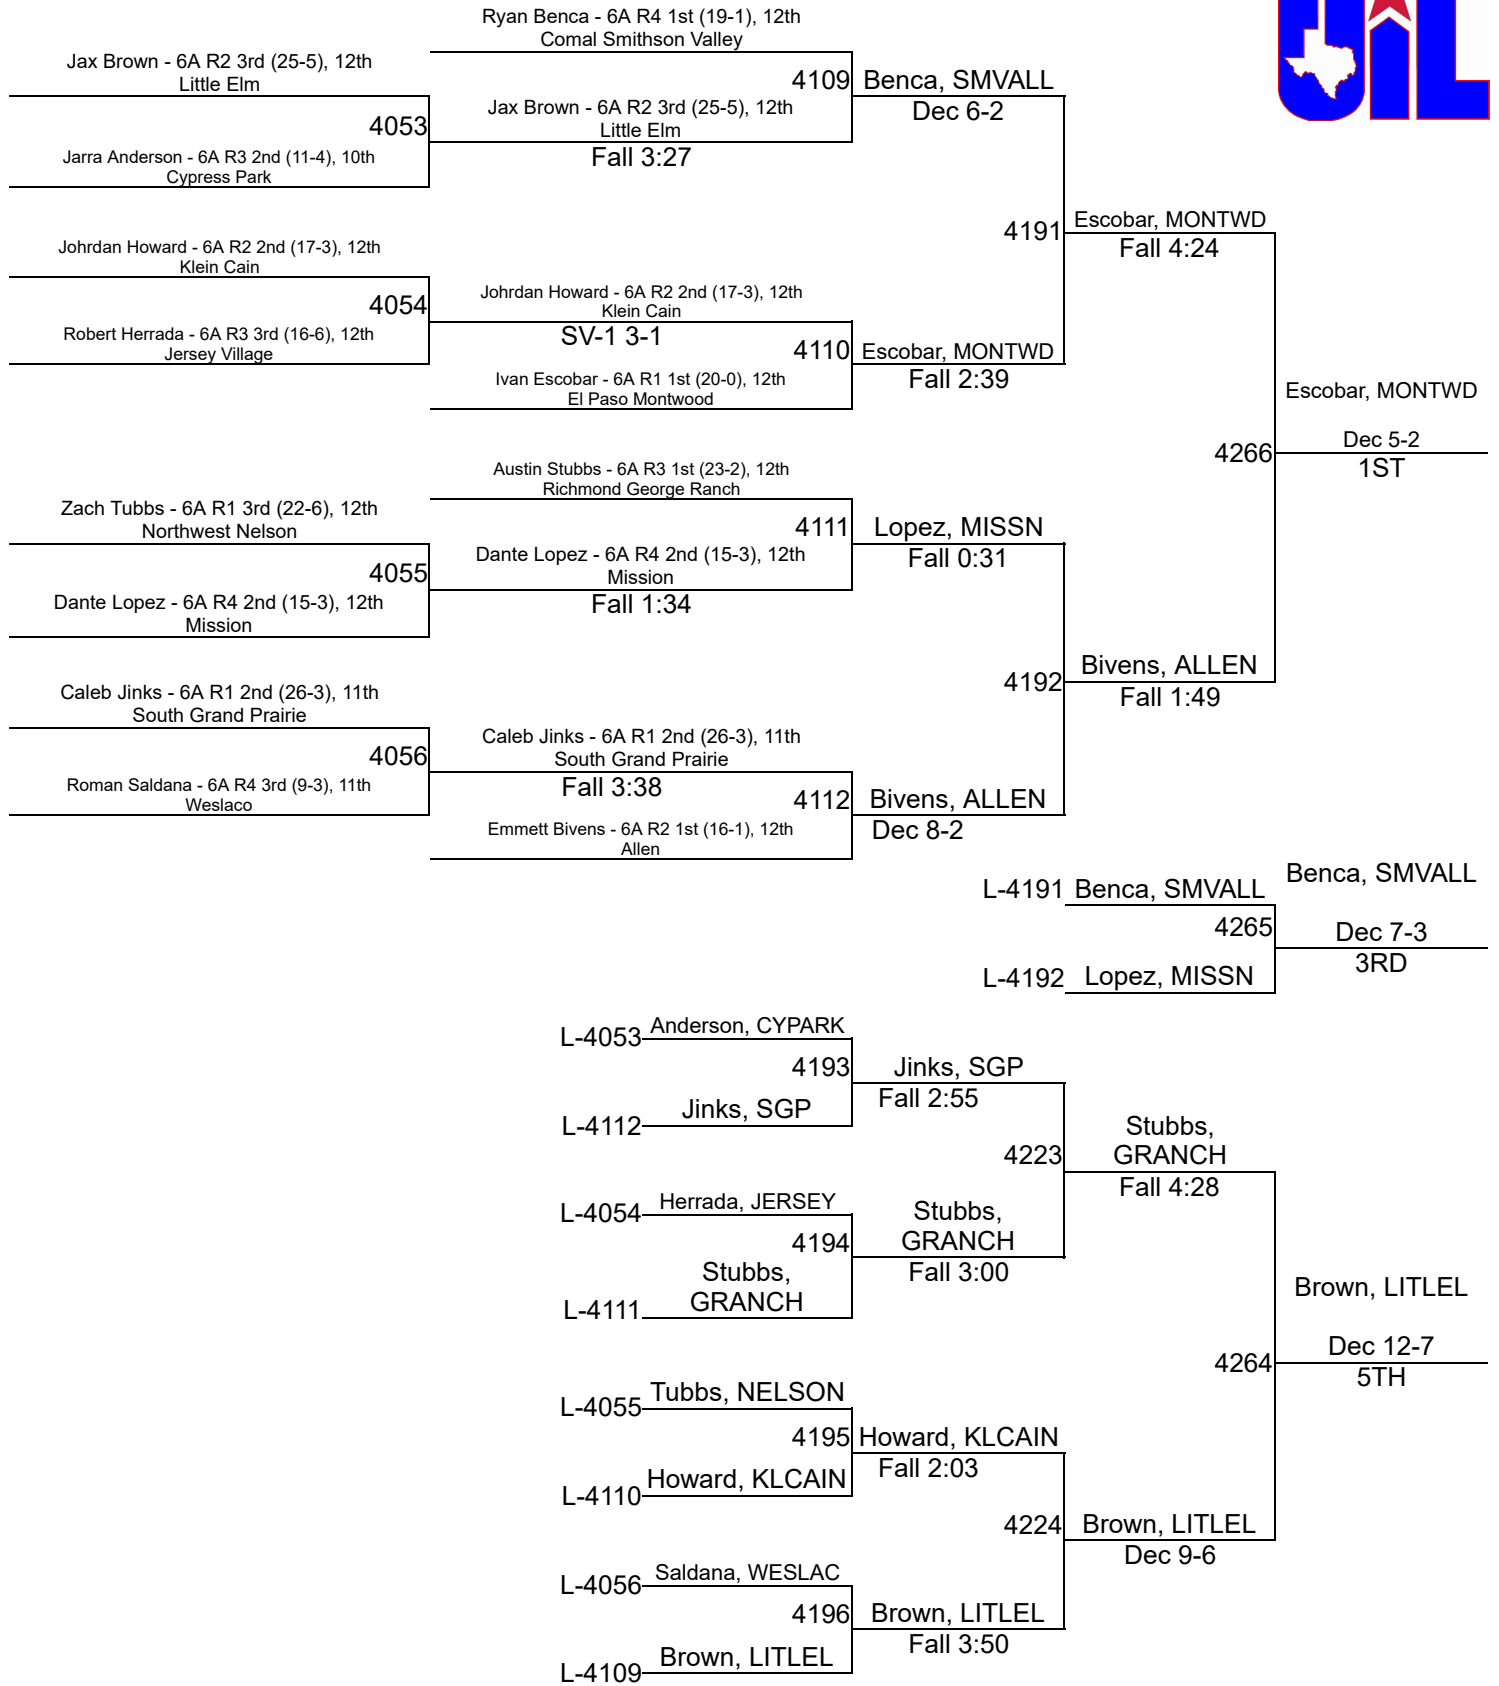 Ryan Benca - 6A R4 1st (19-1), 12th
Comal Smithson Valley
UIL
Jax Brown - 6A R2 3rd (25-5), 12th
Little Elm
4109
Benca, SMVALL
Dec 6-2
Jax Brown - 6A R2 3rd (25-5), 12th
Little Elm
Fall 3:27
4053
Jarra Anderson - 6A R3 2nd (11-4), 10th
Cypress Park
4191
Escobar, MONTWD
Fall 4:24
Johrdan Howard - 6A R2 2nd (17-3), 12th
Klein Cain
4054
Johrdan Howard - 6A R2 2nd (17-3), 12th
Klein Cain
SV-1 3-1
Robert Herrada - 6A R3 3rd (16-6), 12th
Jersey Village
4110
Escobar, MONTWD
Fall 2:39
Ivan Escobar - 6A R1 1st (20-0), 12th
El Paso Montwood
Escobar, MONTWD
4266
Dec 5-2
1ST
Austin Stubbs - 6A R3 1st (23-2), 12th
Richmond George Ranch
Zach Tubbs - 6A R1 3rd (22-6), 12th
Northwest Nelson
4111
Lopez, MISSN
Fall 0:31
Dante Lopez - 6A R4 2nd (15-3), 12th
Mission
Fall 1:34
4055
Dante Lopez - 6A R4 2nd (15-3), 12th
Mission
4192
Bivens, ALLEN
Fall 1:49
Caleb Jinks - 6A R1 2nd (26-3), 11th
South Grand Prairie
4056
Caleb Jinks - 6A R1 2nd (26-3), 11th
South Grand Prairie
Fall 3:38
Roman Saldana - 6A R4 3rd (9-3), 11th
Weslaco
4112
Bivens, ALLEN
Dec 8-2
Emmett Bivens - 6A R2 1st (16-1), 12th
Allen
L-4191
Benca, SMVALL
Benca, SMVALL
4265
Dec 7-3
3RD
L-4192
Lopez, MISSN
L-4053
Anderson, CYPARK
4193
Jinks, SGP
Fall 2:55
L-4112
Jinks, SGP
4223
Stubbs,
GRANCH
Fall 4:28
L-4054
Herrada, JERSEY
4194
Stubbs,
GRANCH
Fall 3:00
L-4111
Stubbs,
GRANCH
Brown, LITLEL
4264
Dec 12-7
5TH
L-4055
Tubbs, NELSON
4195
Howard, KLCAIN
Fall 2:03
L-4110
Howard, KLCAIN
4224
Brown, LITLEL
Dec 9-6
L-4056
Saldana, WESLAC
4196
Brown, LITLEL
Fall 3:50
L-4109
Brown, LITLEL